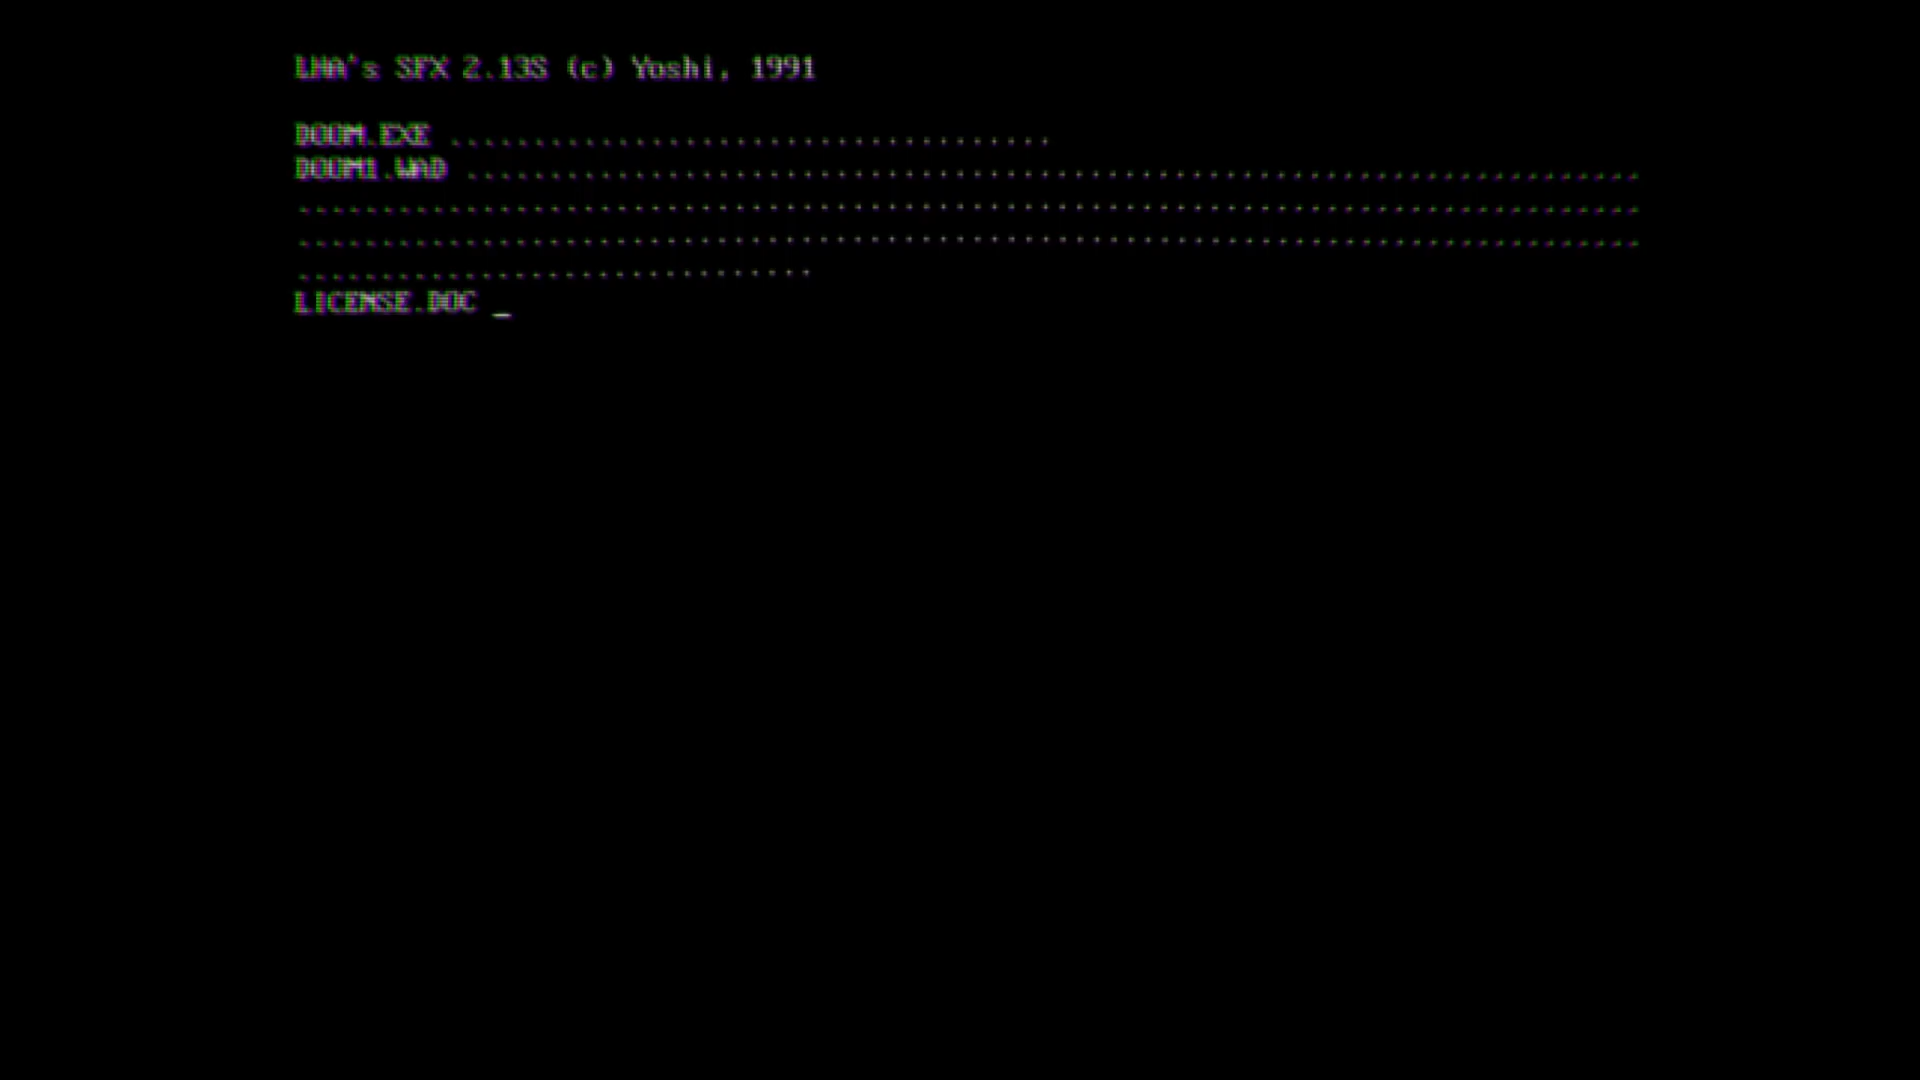 LHA's SFX 2.13S (c) Yoshi, 1991
DOOM.EXE ....................................
DOOM1.WAD ......................................................................
................................................................................
................................................................................
...............................
LICENSE.DOC _